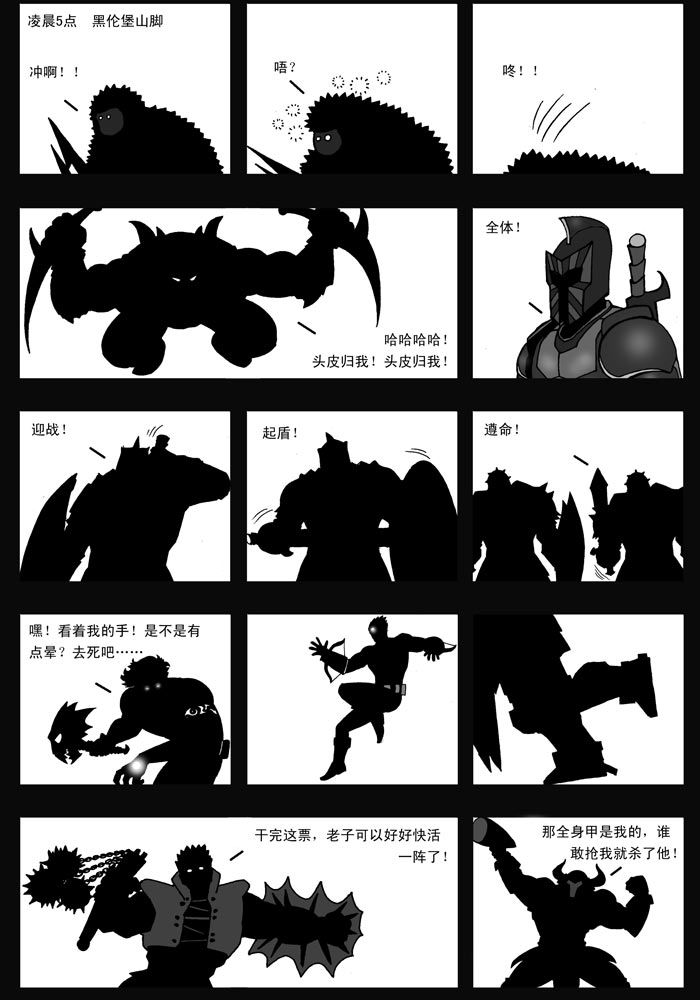 凌晨5点 黑伦堡山脚
冲啊！！
唔？
咚！！
哈哈哈哈！
头皮归我！头皮归我！
全体！
迎战！
起盾！
遵命！
嘿！看着我的手！是不是有
点晕？去死吧……
干完这票，老子可以好好快活
一阵了！
那全身甲是我的，谁
敢抢我就杀了他！